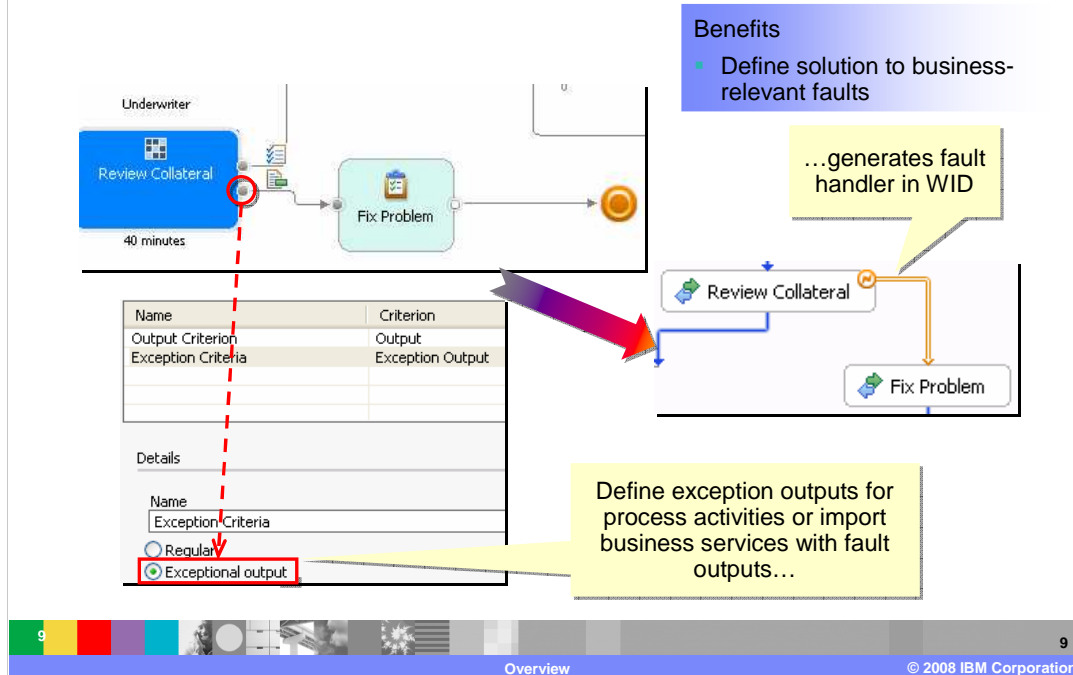 Benefits
Define solution to business-
relevant faults
Underwriter
Review Collateral
40 minutes
Fix Problem
…generates fault
handler in WID
Review Collateral
Fix Problem
Name Criterion
Output Criterion Output
Exception Criteria Exception Output
Details
Name
Exception Criteria
Regular
Exceptional output
Define exception outputs for
process activities or import
business services with fault
outputs…
9
9
Overview
© 2008 IBM Corporation